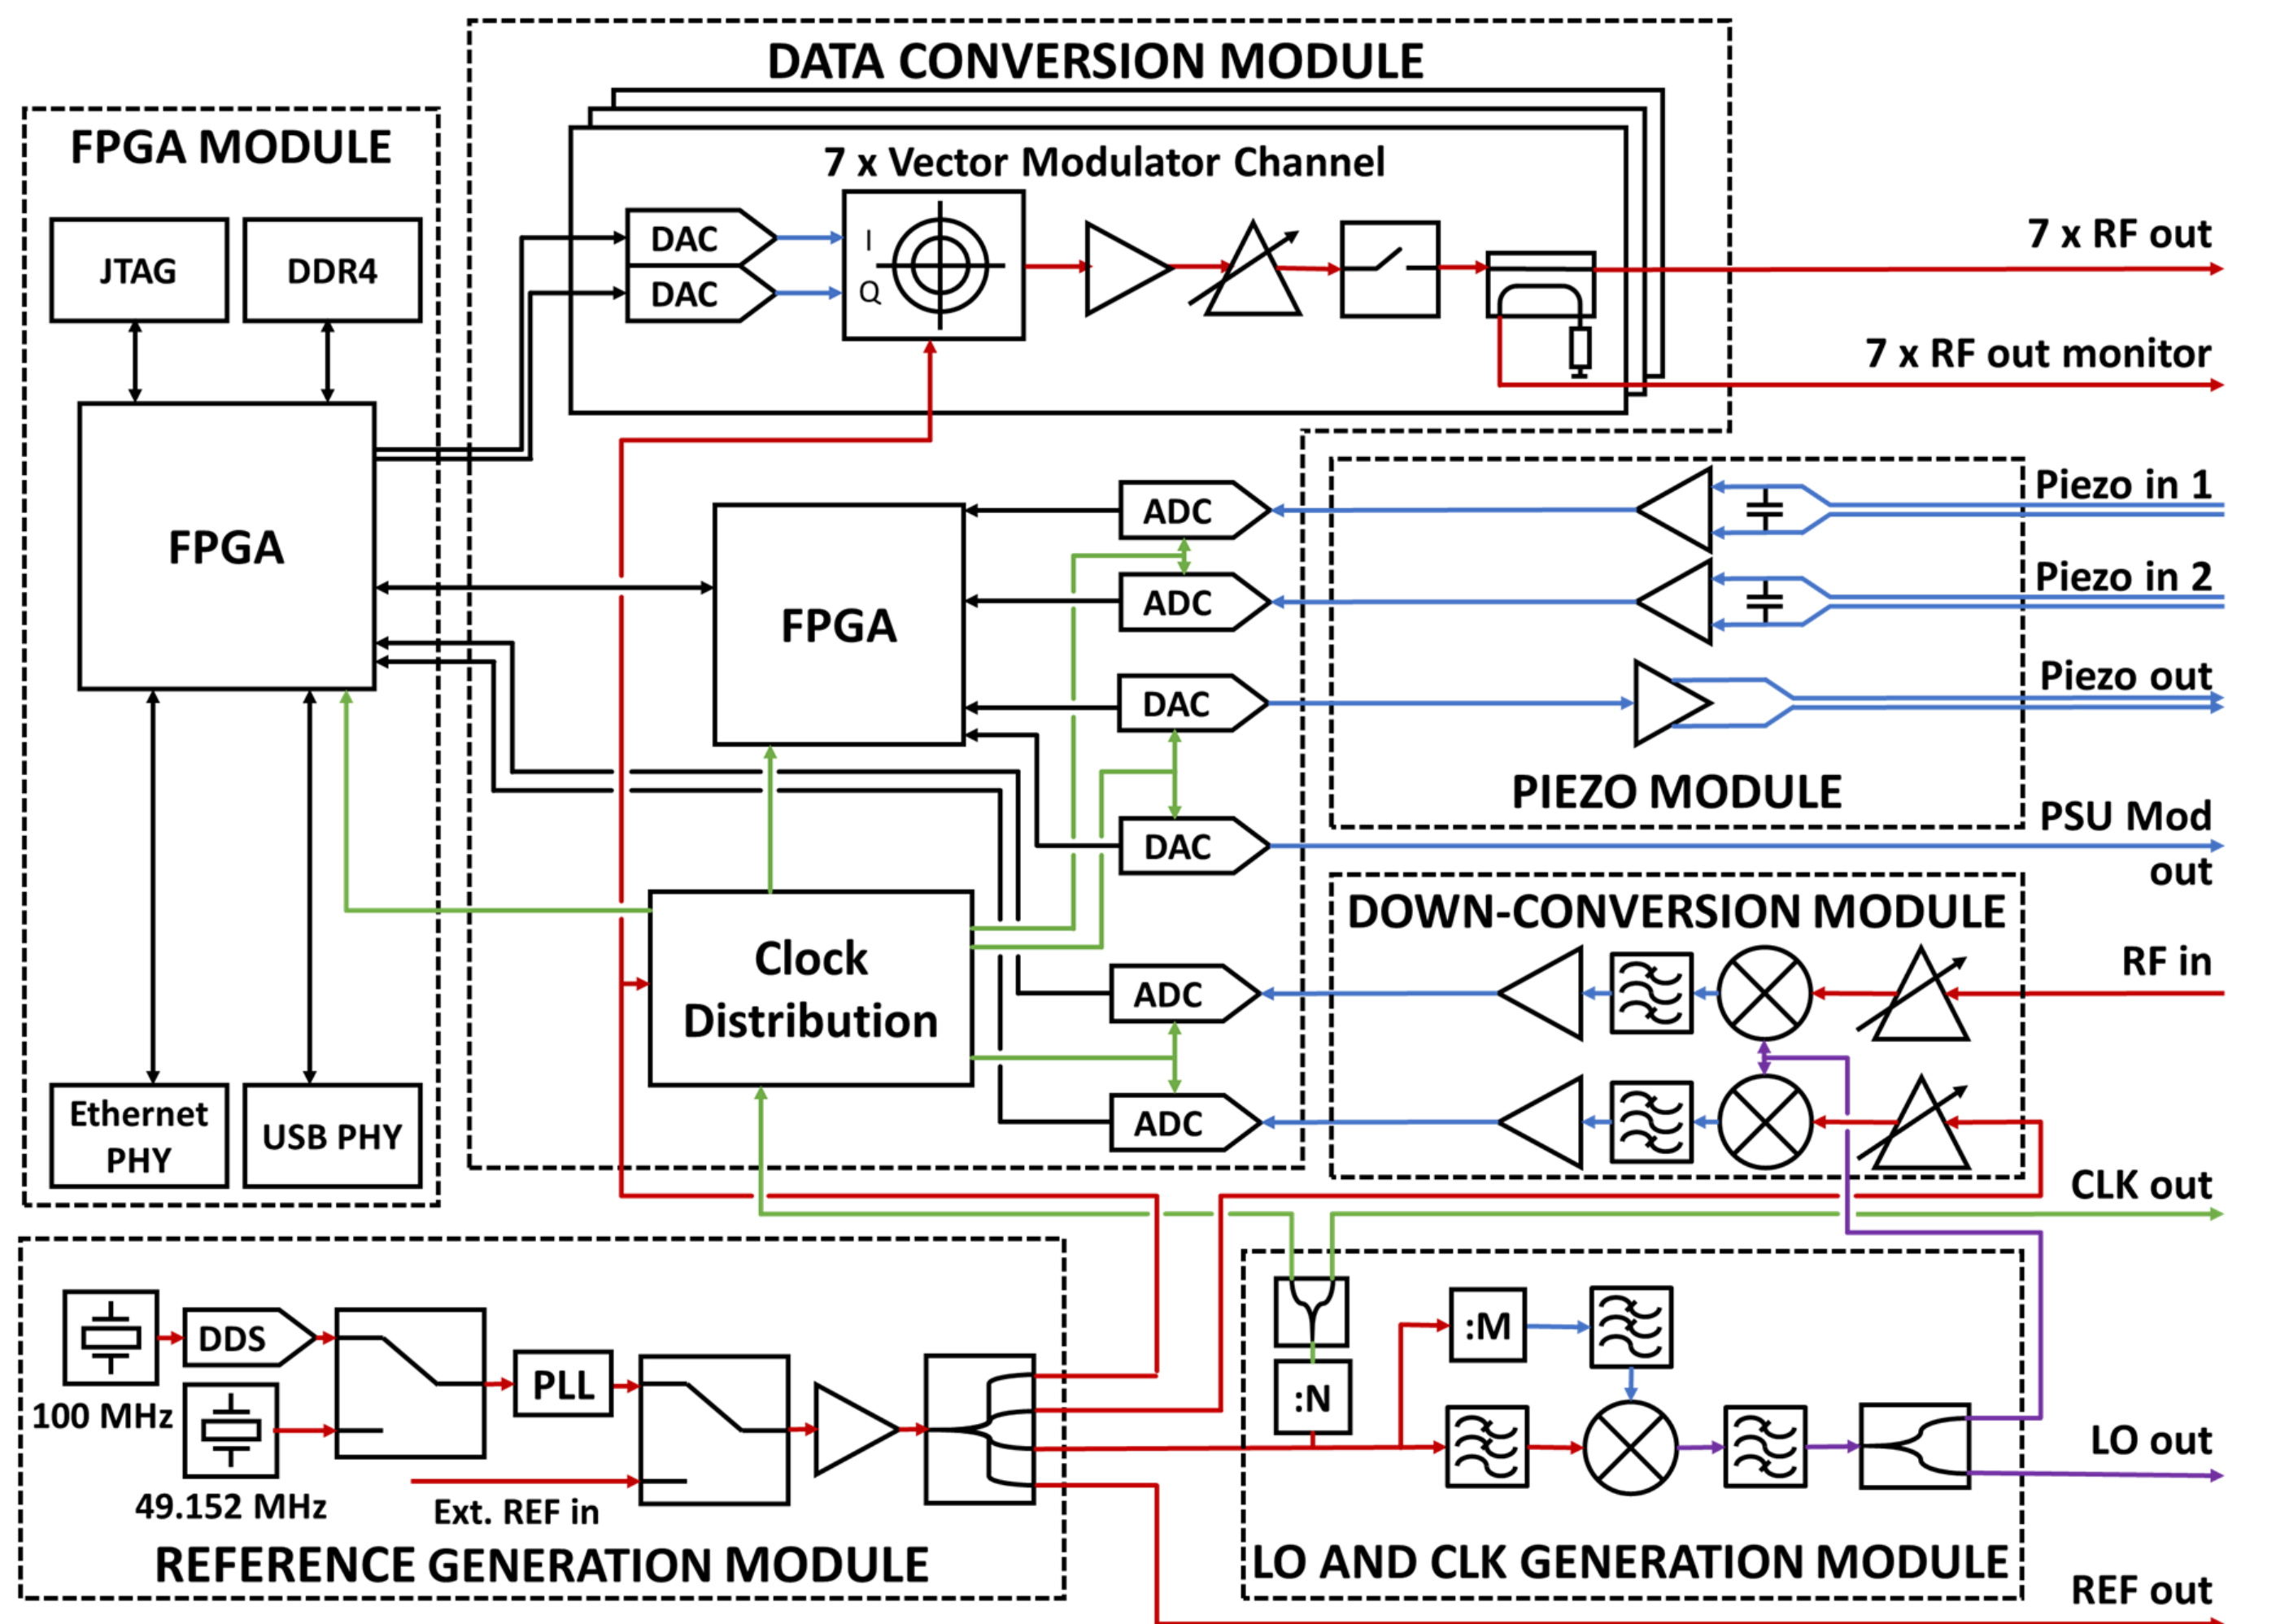 DATA CONVERSION MODULE
FPGA MODULE
7 x Vector Modulator Channel
JTAG
DDR4
DAC
DAC
I
Q
7 x RF out
7 x RF out monitor
FPGA
FPGA
ADC
ADC
DAC
DAC
Piezo in 1
Piezo in 2
Piezo out
PIEZO MODULE
PSU Mod
out
DOWN-CONVERSION MODULE
RF in
Clock
Distribution
ADC
ADC
Ethernet
PHY
USB PHY
CLK out
DDS
100 MHz
49.152 MHz
PLL
Ext. REF in
REFERENCE GENERATION MODULE
:M
:N
LO out
LO AND CLK GENERATION MODULE
REF out